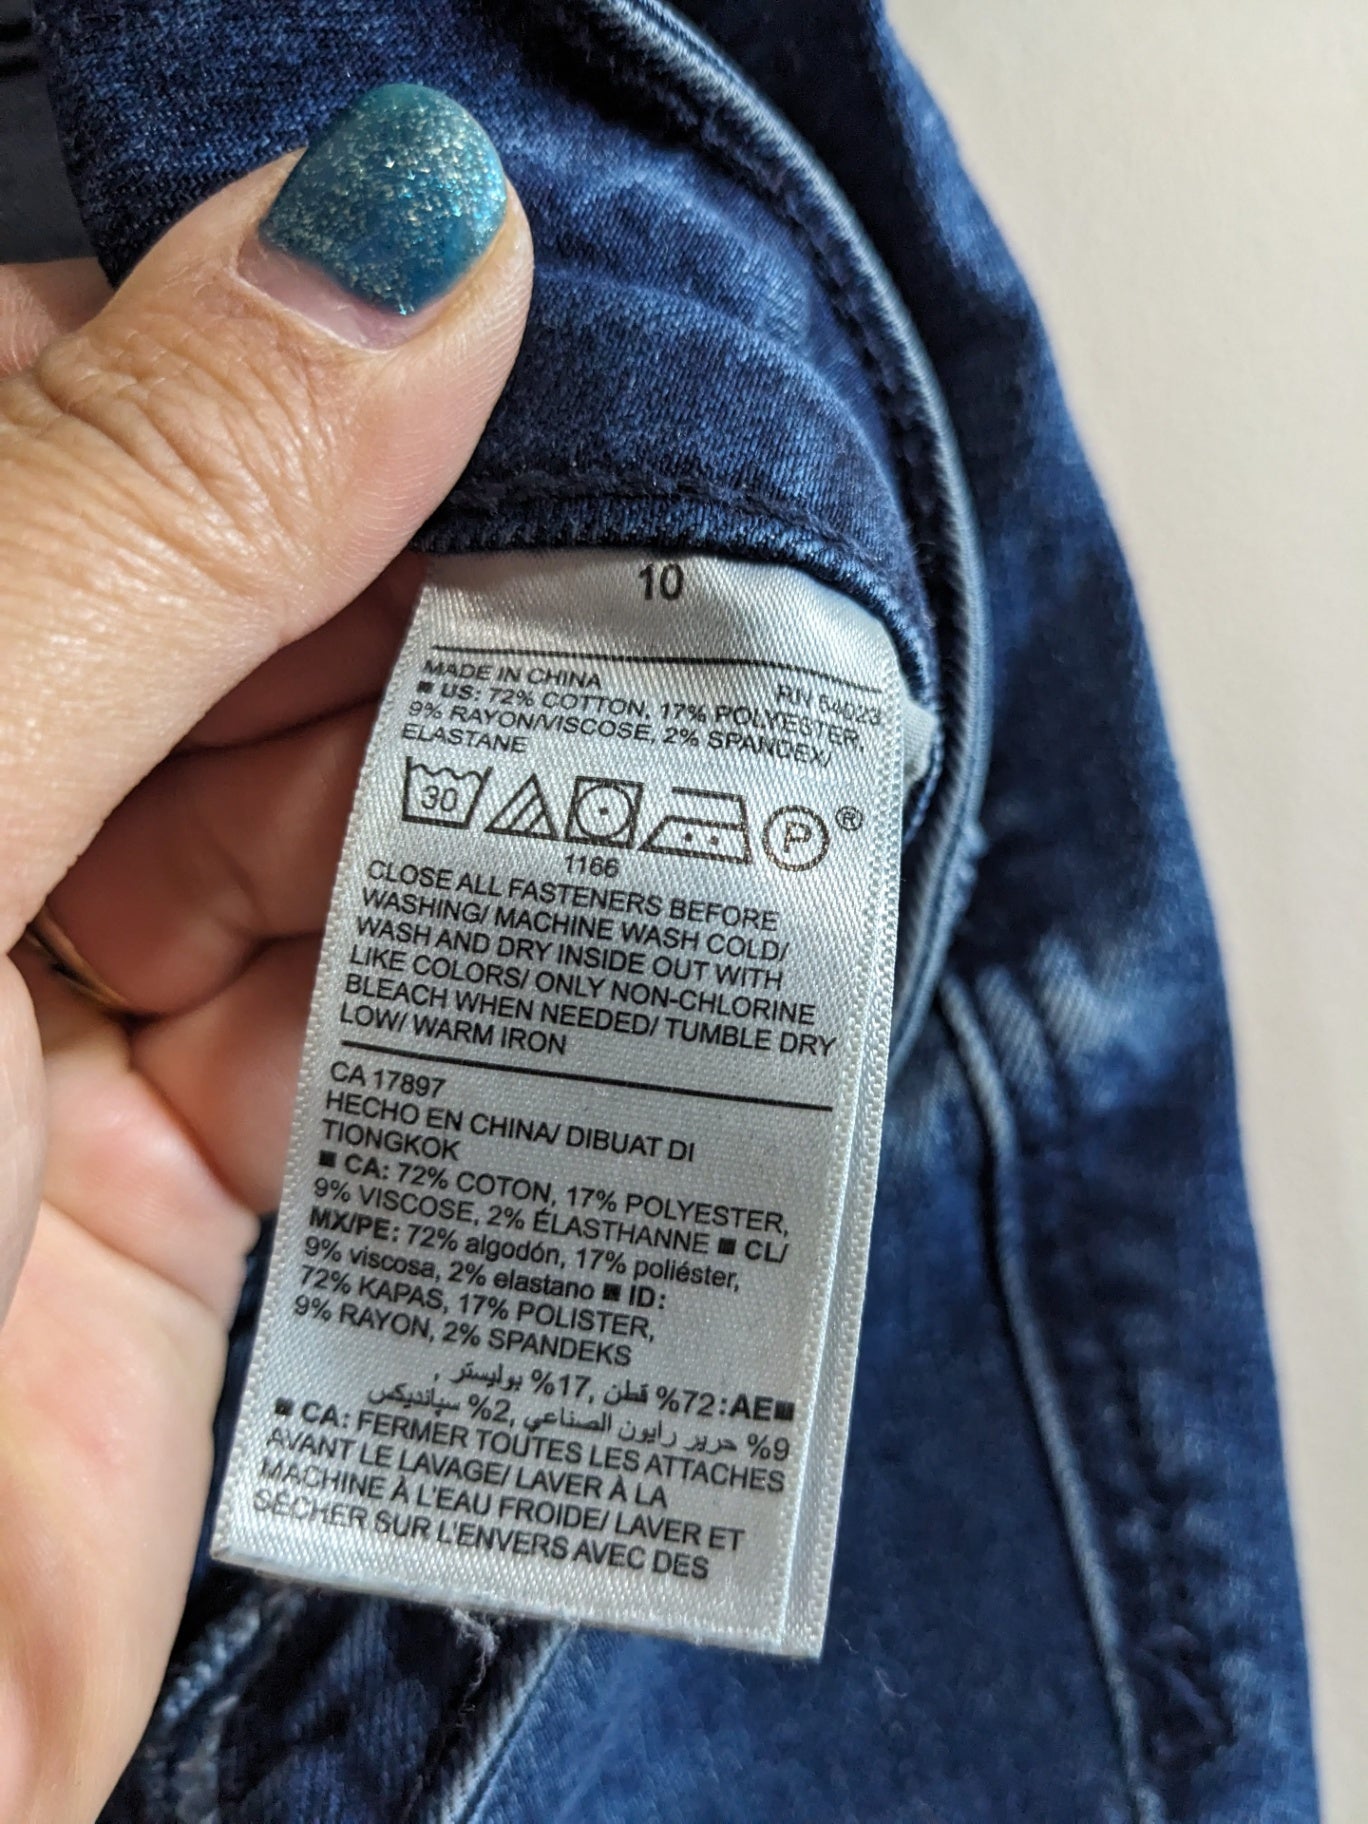 10
MADE IN CHINA RN 54023
■ US: 72% COTTON, 17% POLYESTER,
9% RAYON/VISCOSE, 2% SPANDEX/
ELASTANE
30 P ®
1166
CLOSE ALL FASTENERS BEFORE
WASHING/ MACHINE WASH COLD/
WASH AND DRY INSIDE OUT WITH
LIKE COLORS/ ONLY NON-CHLORINE
BLEACH WHEN NEEDED/ TUMBLE DRY
LOW/ WARM IRON
CA 17897
HECHO EN CHINA/ DIBUAT DI
TIONGKOK
■ CA: 72% COTON, 17% POLYESTER,
9% VISCOSE, 2% ÉLASTHANNE ■ CL/
MX/PE: 72% algodón, 17% poliéster,
9% viscosa, 2% elastano ■ ID:
72% KAPAS, 17% POLISTER,
9% RAYON, 2% SPANDEKS
■AE:72% قطن, 17% بوليستر ,
9% حرير رايون الصناعي, 2% سباندیکس
■ CA: FERMER TOUTES LES ATTACHES
AVANT LE LAVAGE/ LAVER À LA
MACHINE À L'EAU FROIDE/ LAVER ET
SÉCHER SUR L'ENVERS AVEC DES